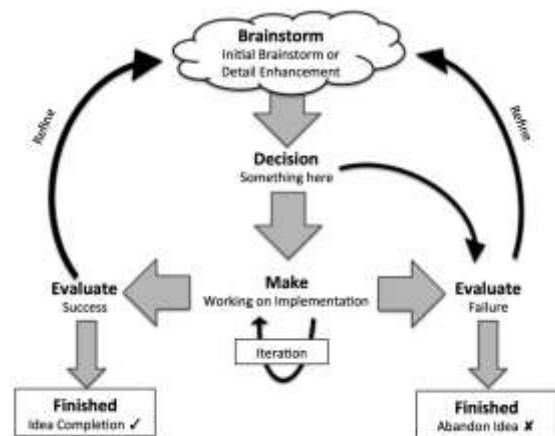 Brainstorm
Initial Brainstorm or
Detail Enhancement
Refine
Refine
Decision
Something here
Evaluate
Success
Make
Working on Implementation
Evaluate
Failure
Iteration
Finished
Idea Completion ✓
Finished
Abandon Idea ✘